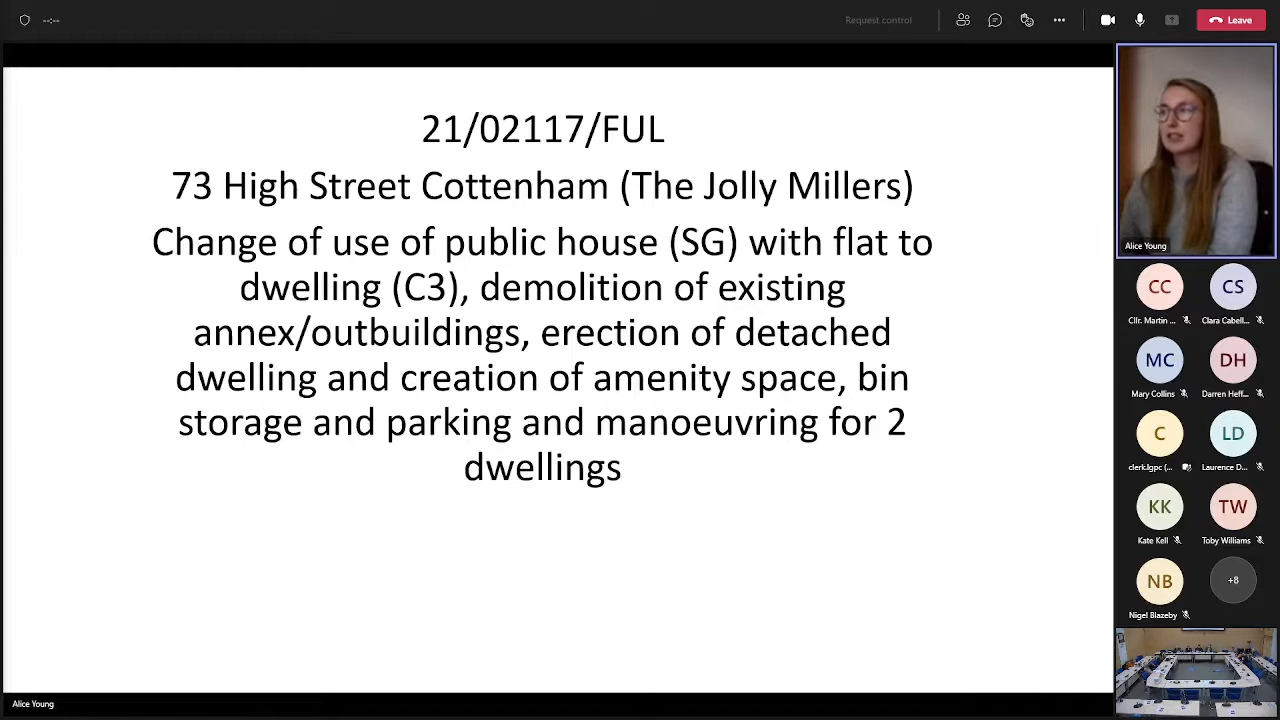 --:--
Request control
Leave
21/02117/FUL
73 High Street Cottenham (The Jolly Millers)
Change of use of public house (SG) with flat to
dwelling (C3), demolition of existing
annex/outbuildings, erection of detached
dwelling and creation of amenity space, bin
storage and parking and manoeuvring for 2
dwellings
Alice Young
CC
CS
Cllr. Martin ...
Clara Cabell...
MC
DH
Mary Collins
Darren Heff...
C
LD
clerk.lgpc (...
Laurence D...
KK
TW
Kate Kell
Toby Williams
NB
+8
Nigel Blazeby
Alice Young